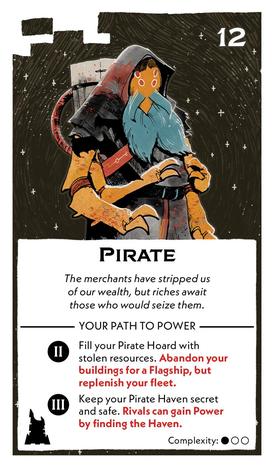 12
PIRATE
The merchants have stripped us
of our wealth, but riches await
those who would seize them.
YOUR PATH TO POWER
II Fill your Pirate Hoard with
stolen resources. Abandon your
buildings for a Flagship, but
replenish your fleet.
III Keep your Pirate Haven secret
and safe. Rivals can gain Power
by finding the Haven.
Complexity: